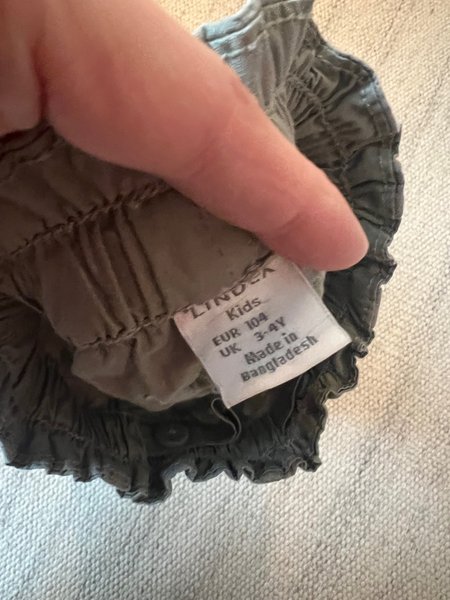 LINDEX
Kids
EUR 104
UK 3-4Y
Made in
Bangladesh